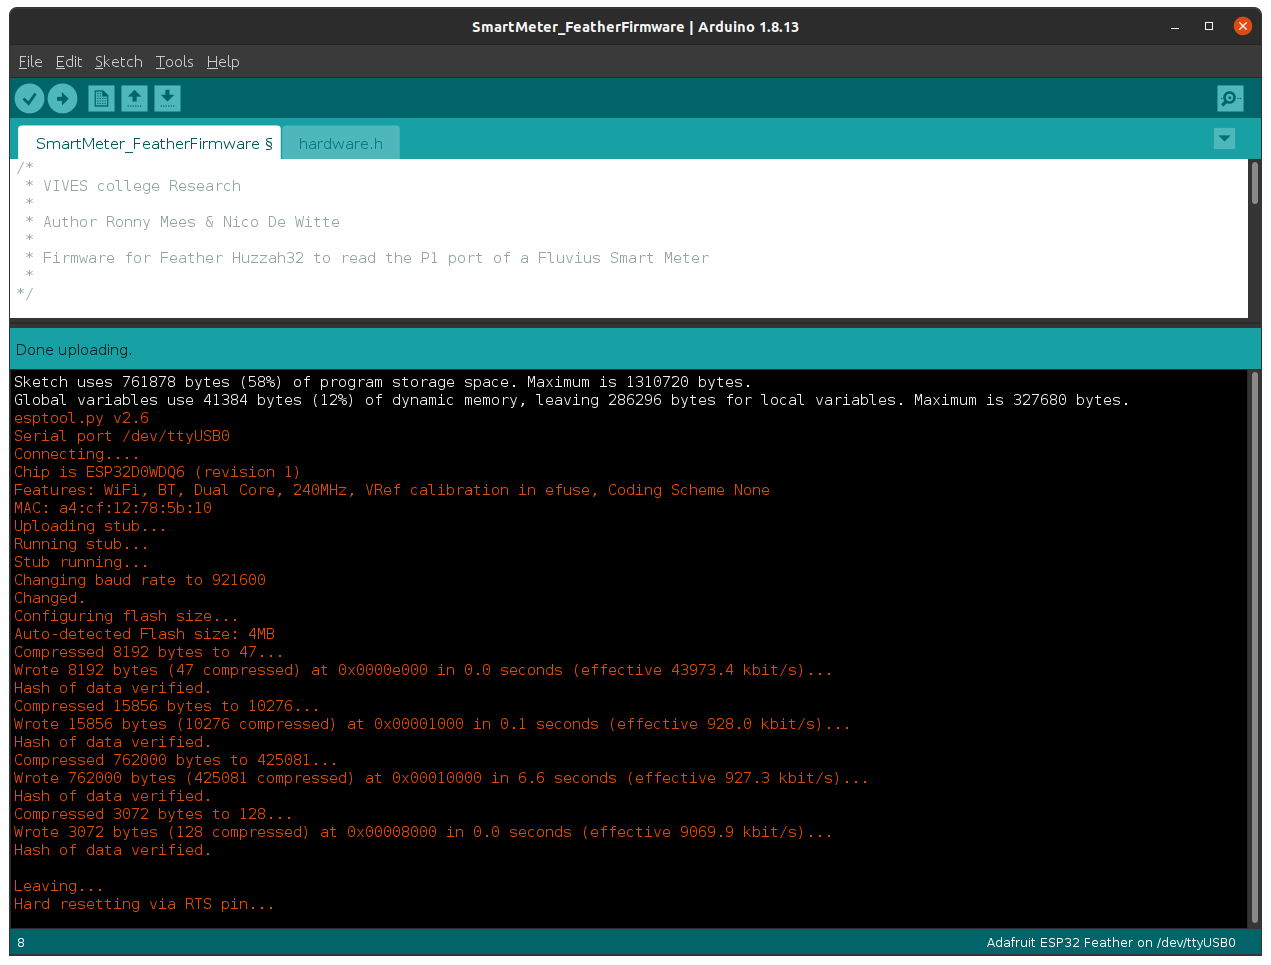 SmartMeter_FeatherFirmware | Arduino 1.8.13
File Edit Sketch Tools Help
SmartMeter_FeatherFirmware § hardware.h
/*
* VIVES college Research
*
* Author Ronny Mees & Nico De Witte
*
* Firmware for Feather Huzzah32 to read the P1 port of a Fluvius Smart Meter
*
*/
Done uploading.
Sketch uses 761878 bytes (58%) of program storage space. Maximum is 1310720 bytes.
Global variables use 41384 bytes (12%) of dynamic memory, leaving 286296 bytes for local variables. Maximum is 327680 bytes.
esptool.py v2.6
Serial port /dev/ttyUSB0
Connecting....
Chip is ESP32D0WDQ6 (revision 1)
Features: WiFi, BT, Dual Core, 240MHz, VRef calibration in efuse, Coding Scheme None
MAC: a4:cf:12:78:5b:10
Uploading stub...
Running stub...
Stub running...
Changing baud rate to 921600
Changed.
Configuring flash size...
Auto-detected Flash size: 4MB
Compressed 8192 bytes to 47...
Wrote 8192 bytes (47 compressed) at 0x0000e000 in 0.0 seconds (effective 43973.4 kbit/s)...
Hash of data verified.
Compressed 15856 bytes to 10276...
Wrote 15856 bytes (10276 compressed) at 0x00001000 in 0.1 seconds (effective 928.0 kbit/s)...
Hash of data verified.
Compressed 762000 bytes to 425081...
Wrote 762000 bytes (425081 compressed) at 0x00010000 in 6.6 seconds (effective 927.3 kbit/s)...
Hash of data verified.
Compressed 3072 bytes to 128...
Wrote 3072 bytes (128 compressed) at 0x00008000 in 0.0 seconds (effective 9069.9 kbit/s)...
Hash of data verified.
Leaving...
Hard resetting via RTS pin...
8 Adafruit ESP32 Feather on /dev/ttyUSB0